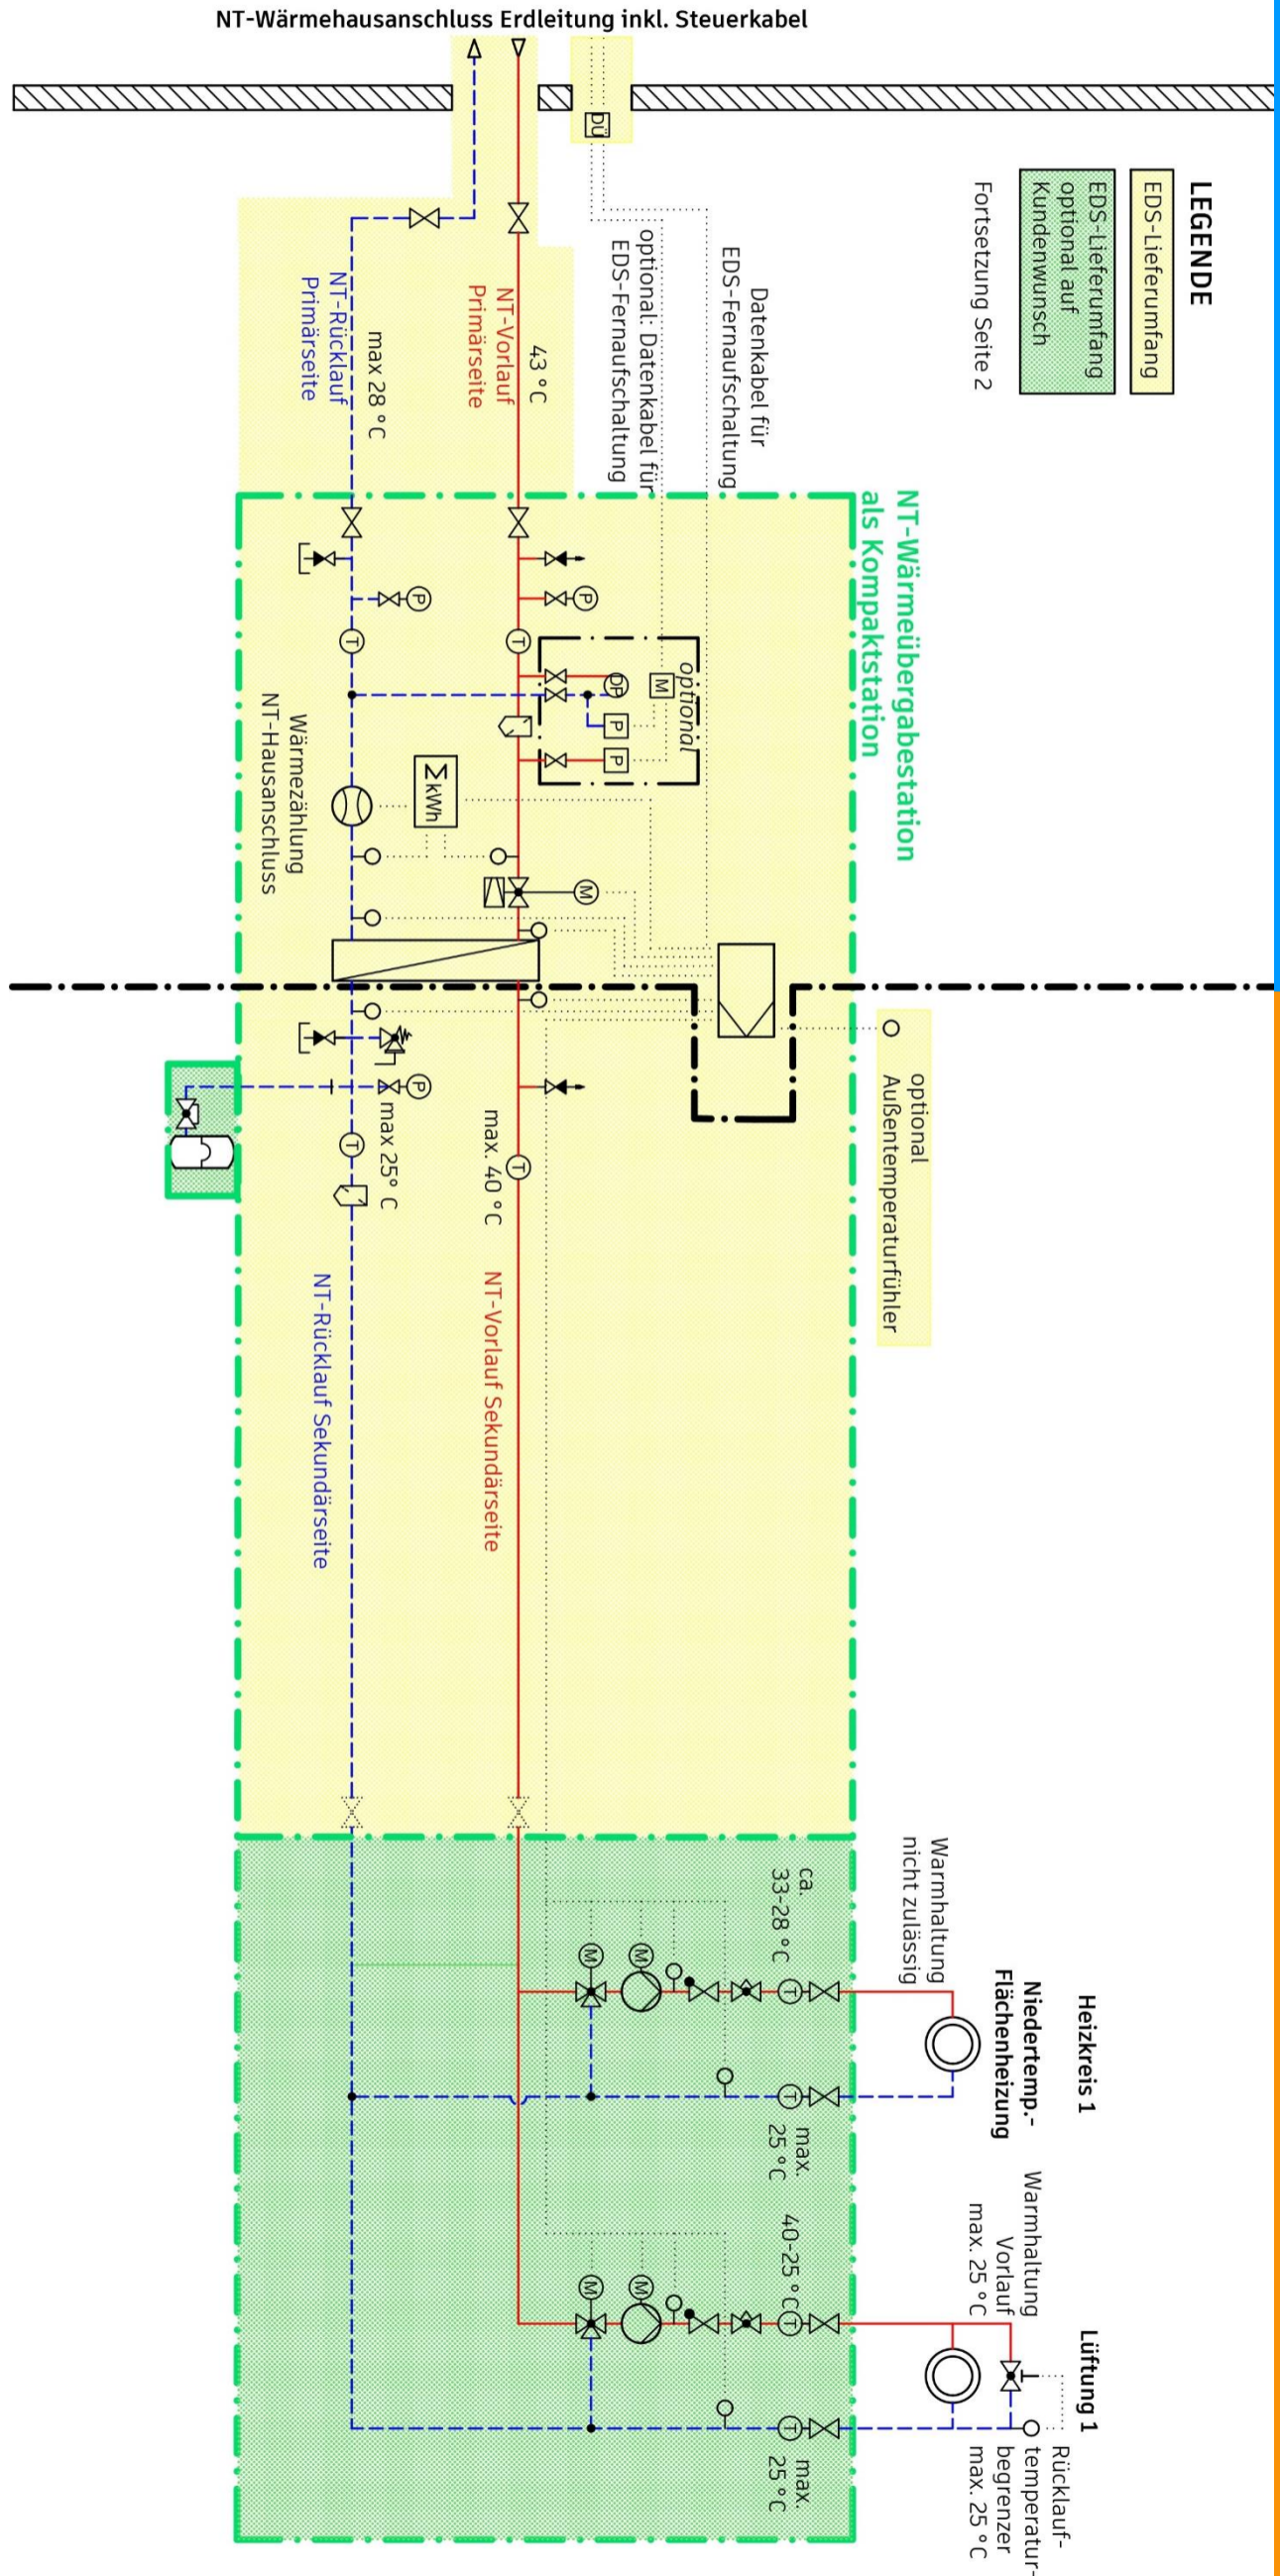 NT-Wärmehausanschluss Erdleitung inkl. Steuerkabel
LEGENDE
EDS-Lieferumfang
EDS-Lieferumfang
optional auf
Kundenwunsch
Fortsetzung Seite 2
DÜ
Datenkabel für
EDS-Fernaufschaltung
optional: Datenkabel für
EDS-Fernaufschaltung
43 °C
NT-Vorlauf
Primärseite
max 28 °C
NT-Rücklauf
Primärseite
NT-Wärmeübergabestation
als Kompaktstation
P
P
T
T
optional
M
DP
P
P
Σ kWh
M
Wärmezählung
NT-Hausanschluss
optional
Außentemperaturfühler
P
max 25° C
T
max. 40 °C
T
NT-Vorlauf Sekundärseite
NT-Rücklauf Sekundärseite
Heizkreis 1
Niedertemp.-
Flächenheizung
Warmhaltung
nicht zulässig
ca.
33-28 °C
M
M
T
T
max.
25 °C
Lüftung 1
Warmhaltung
Vorlauf
max. 25 °C
40-25 °C
M
M
T
T
max.
25 °C
Rücklauf-
temperatur-
begrenzer
max. 25 °C